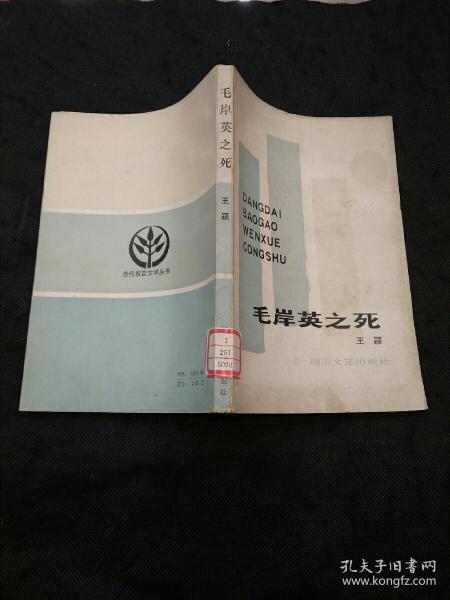 毛岸英之死
王颖
DANGDAI
BAOGAO
WENXUE
CONGSHU
毛岸英之死
王颖
四川文艺出版社
当代报告文学丛书
I
251
6020
孔夫子旧书网
www.kongfz.com